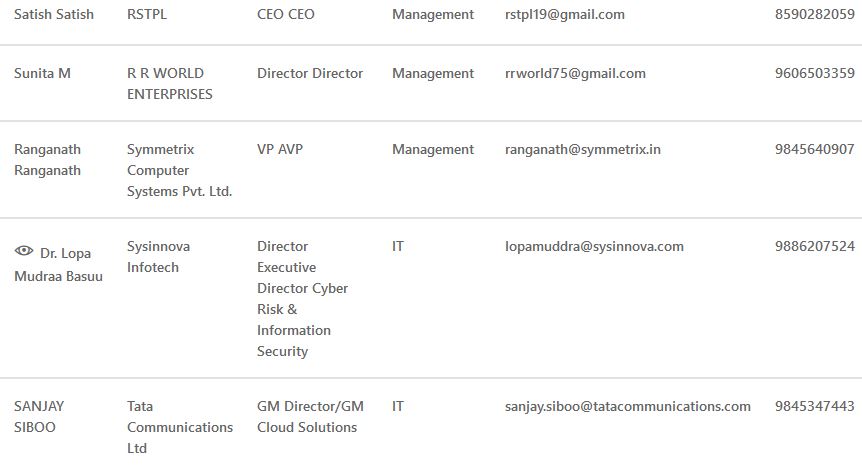 Satish Satish RSTPL CEO CEO Management rstpl19@gmail.com 8590282059
Sunita M R R WORLD Director Director Management rrworld75@gmail.com 9606503359
ENTERPRISES
Ranganath Symmetrix VP AVP Management ranganath@symmetrix.in 9845640907
Ranganath Computer
Systems Pvt. Ltd.
Dr. Lopa Sysinnova Director IT lopamuddra@sysinnova.com 9886207524
Mudraa Basuu Infotech Executive
Director Cyber
Risk &
Information
Security
SANJAY Tata GM Director/GM IT sanjay.siboo@tatacommunications.com 9845347443
SIBOO Communications Cloud Solutions
Ltd